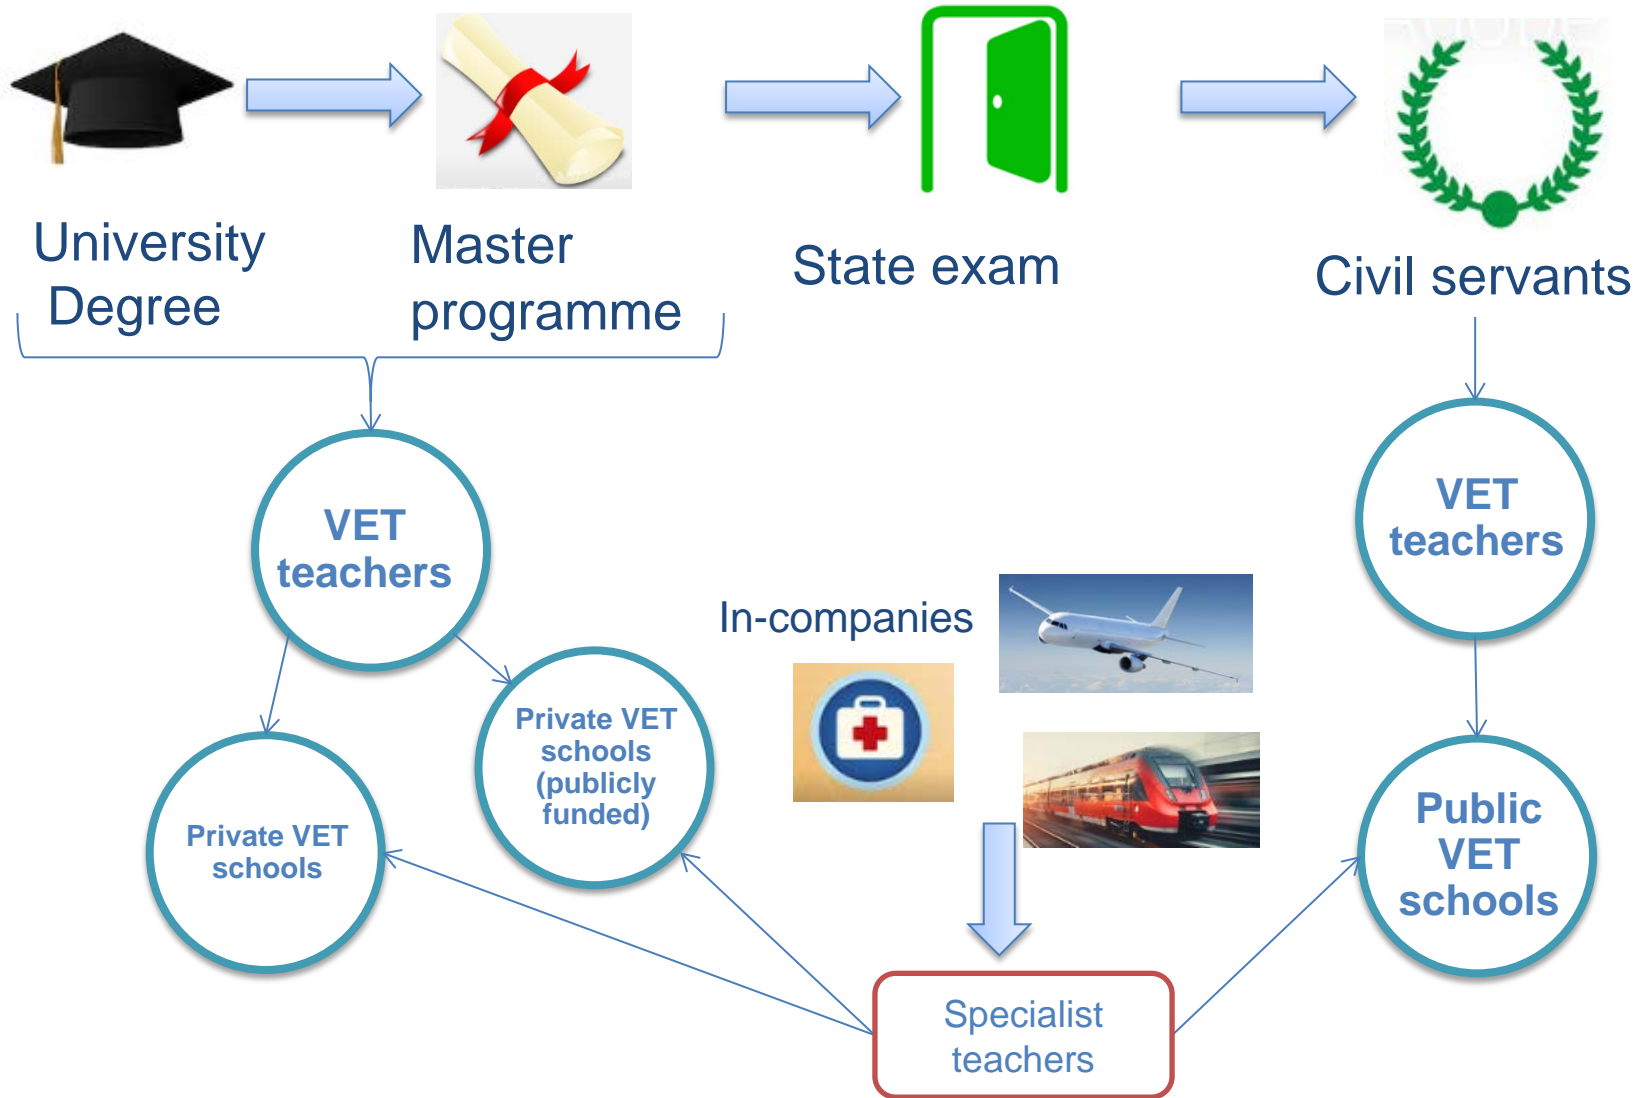 University
Degree
Master
programme
State exam
Civil servants
VET
teachers
VET
teachers
In-companies
Private VET
schools
(publicly
funded)
Private VET
schools
Public
VET
schools
Specialist
teachers